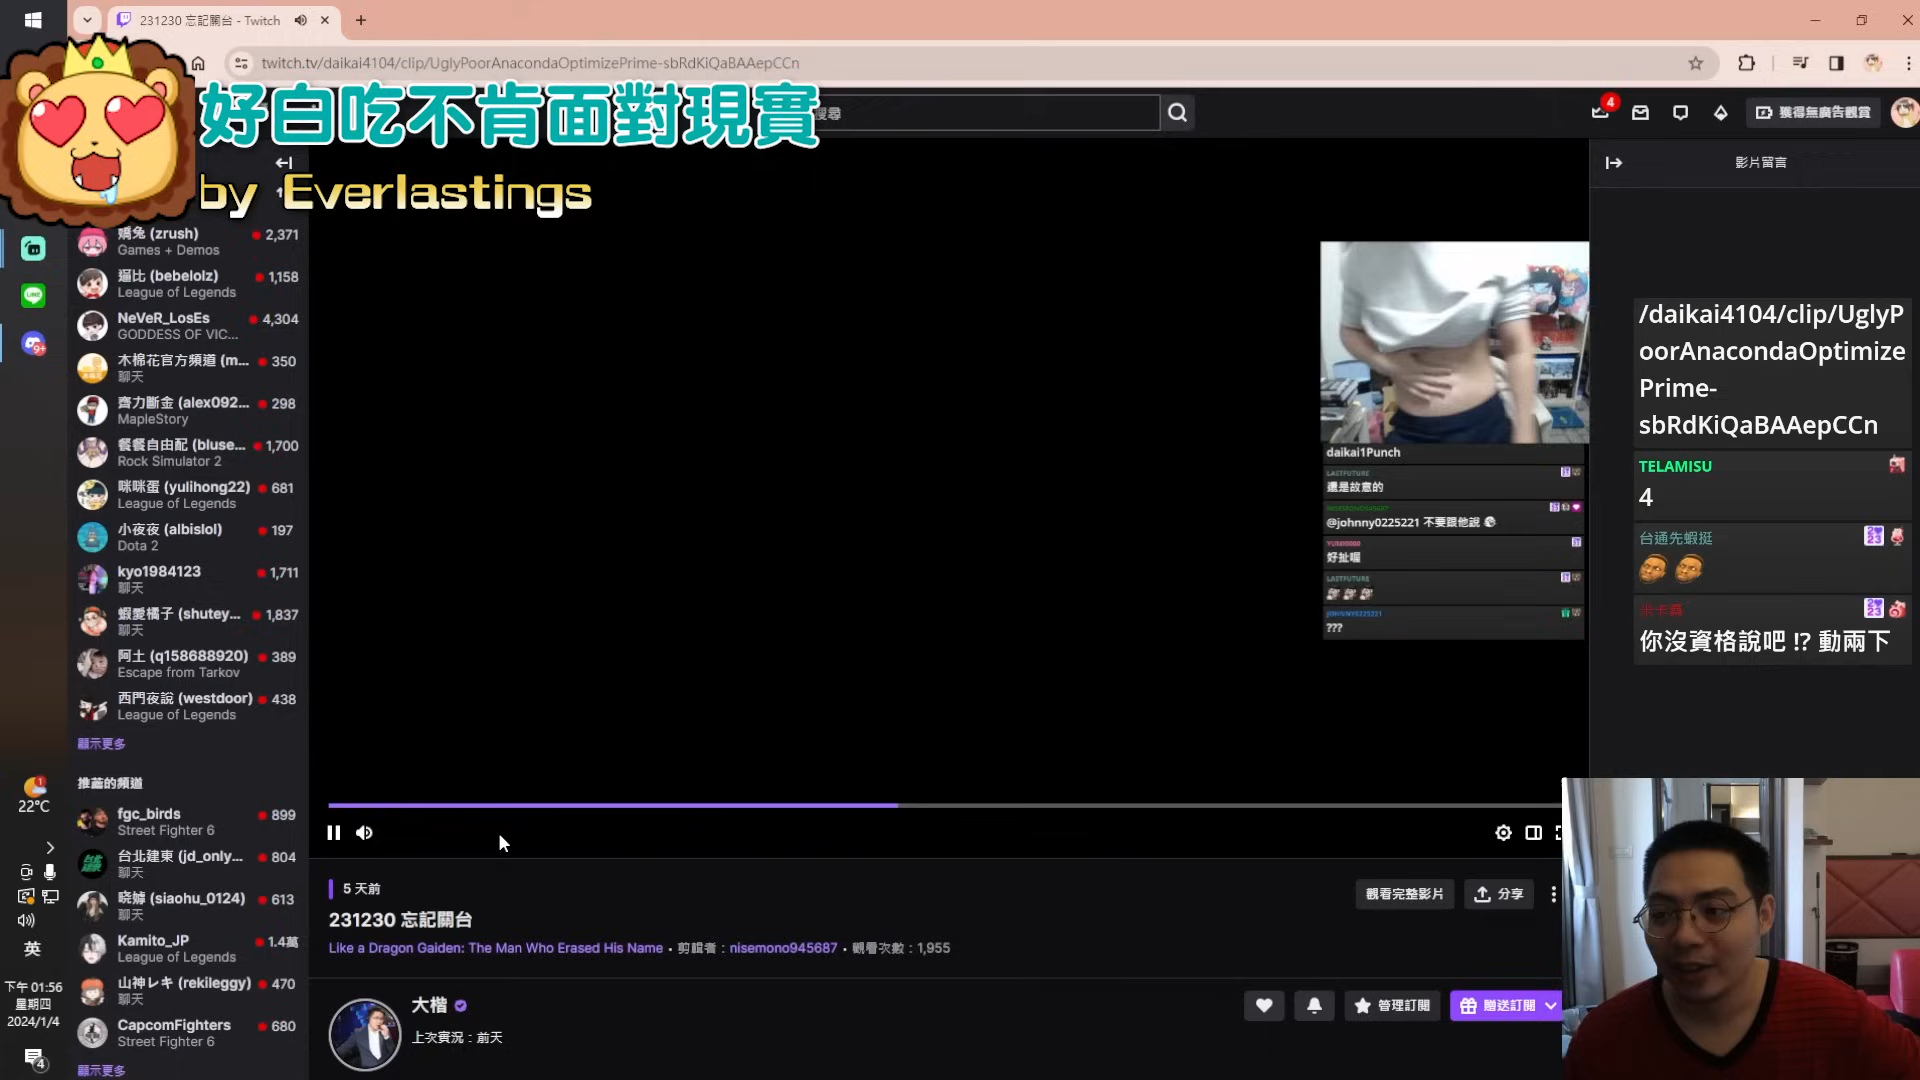 231230 忘記關台 - Twitch
twitch.tv/daikai4104/clip/UglyPoorAnacondaOptimizePrime-sbRdKiQaBAAepCCn
好白吃不肯面對現實
by Everlastings
搜尋
4
獲得無廣告觀賞
影片留言
嬌兔 (zrush) 2,371
Games + Demos
逼比 (bebelolz) 1,158
League of Legends
NeVeR_LosEs 4,304
GODDESS OF VIC...
木棉花官方頻道 (m... 350
聊天
齊力斷金 (alex092... 298
MapleStory
餐餐自由配 (bluse... 1,700
Rock Simulator 2
咪咪蛋 (yulihong22) 681
League of Legends
小夜夜 (albislol) 197
Dota 2
kyo1984123 1,711
聊天
蝦愛橘子 (shutey... 1,837
聊天
阿土 (q158688920) 389
Escape from Tarkov
西門夜說 (westdoor) 438
League of Legends
顯示更多
推薦的頻道
fgc_birds 899
Street Fighter 6
台北建東 (jd_only... 804
聊天
(siaohu_0124) 613
聊天
Kamito_JP 1.4萬
League of Legends
山神レキ (rekileggy) 470
聊天
CapcomFighters 680
Street Fighter 6
顯示更多
LINE
9+
1
22°C
英
下午 01:56
星期四
2024/1/4
4
daikai1Punch
LASTFUTURE
還是故意的
@johnny0225221 不要跟他說
好扯喔
LASTFUTURE
JOHNNY0225221
???
/daikai4104/clip/UglyP
oorAnacondaOptimize
Prime-
sbRdKiQaBAAepCCn
TELAMISU
4
台通先蝦挺
你沒資格說吧 !? 動兩下
5 天前
231230 忘記關台
觀看完整影片
分享
Like a Dragon Gaiden: The Man Who Erased His Name • 剪輯者：nisemono945687 • 觀看次數：1,955
大楷
上次實況：前天
管理訂閱
贈送訂閱